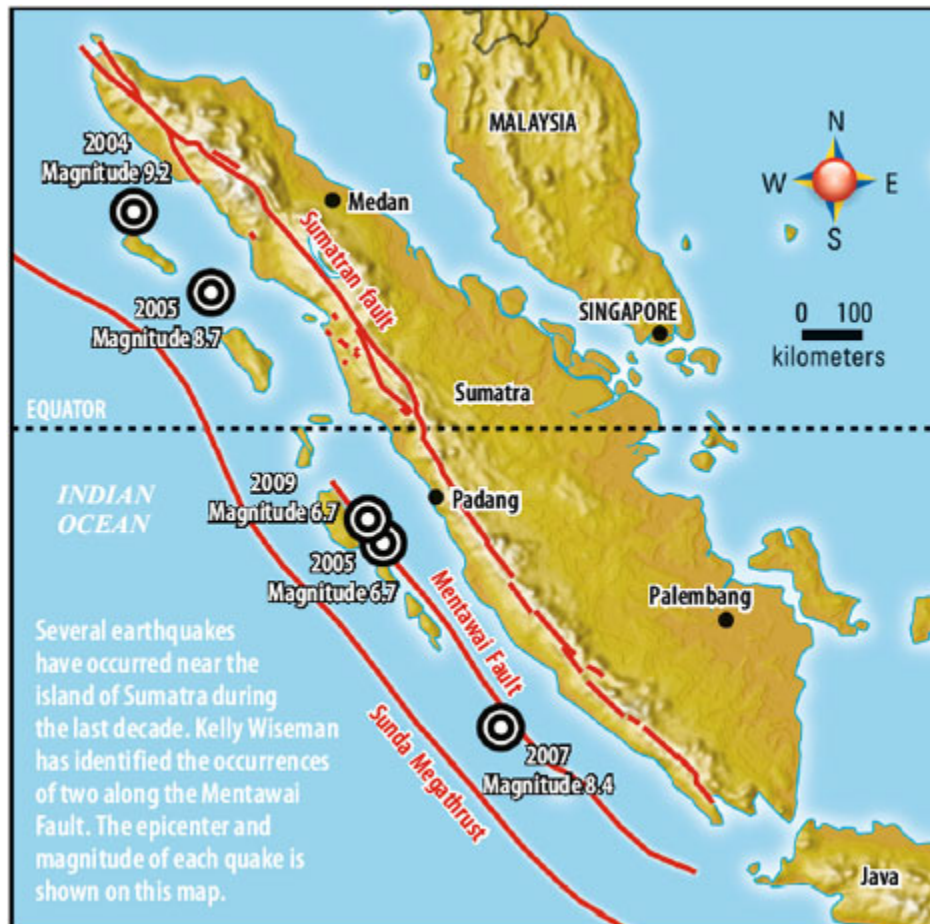 MALAYSIA
N
W E
S
2004
Magnitude 9.2
Medan
Sumatran fault
2005
Magnitude 8.7
SINGAPORE
0 100
kilometers
Sumatra
EQUATOR
INDIAN
OCEAN
2009
Magnitude 6.7
Padang
2005
Magnitude 6.7
Mentawai Fault
Palembang
Several earthquakes
have occurred near the
island of Sumatra during
the last decade. Kelly Wiseman
has identified the occurrences
of two along the Mentawai
Fault. The epicenter and
magnitude of each quake is
shown on this map.
Sunda Megathrust
2007
Magnitude 8.4
Java